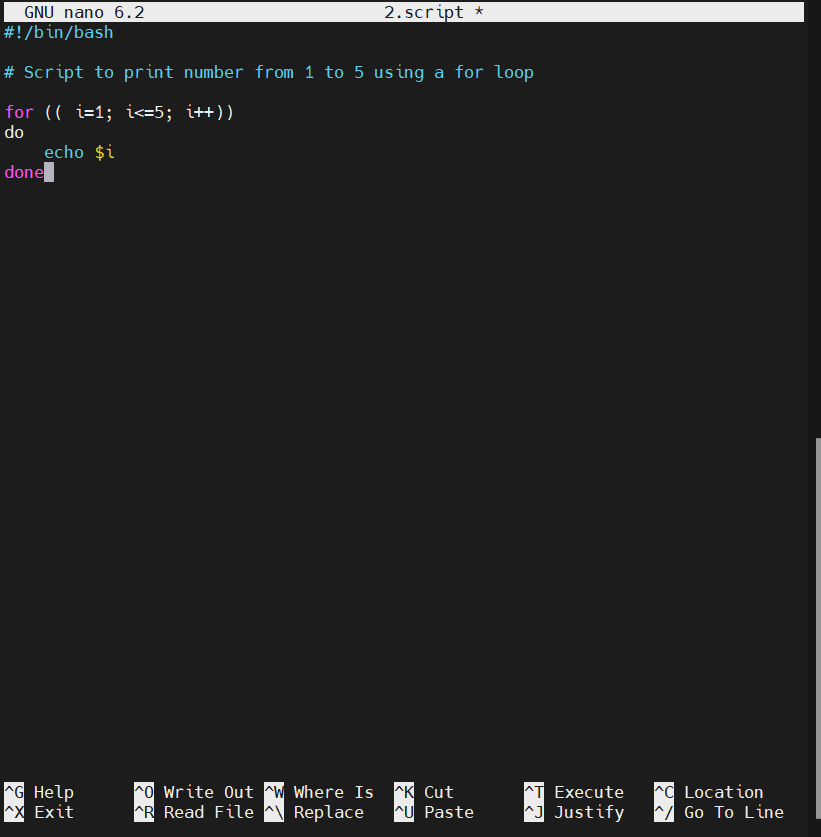 GNU nano 6.2 2.script *
#!/bin/bash
# Script to print number from 1 to 5 using a for loop
for (( i=1; i<=5; i++))
do
    echo $i
done
^G Help ^O Write Out ^W Where Is ^K Cut ^T Execute ^C Location
^X Exit ^R Read File ^\ Replace ^U Paste ^J Justify ^/ Go To Line